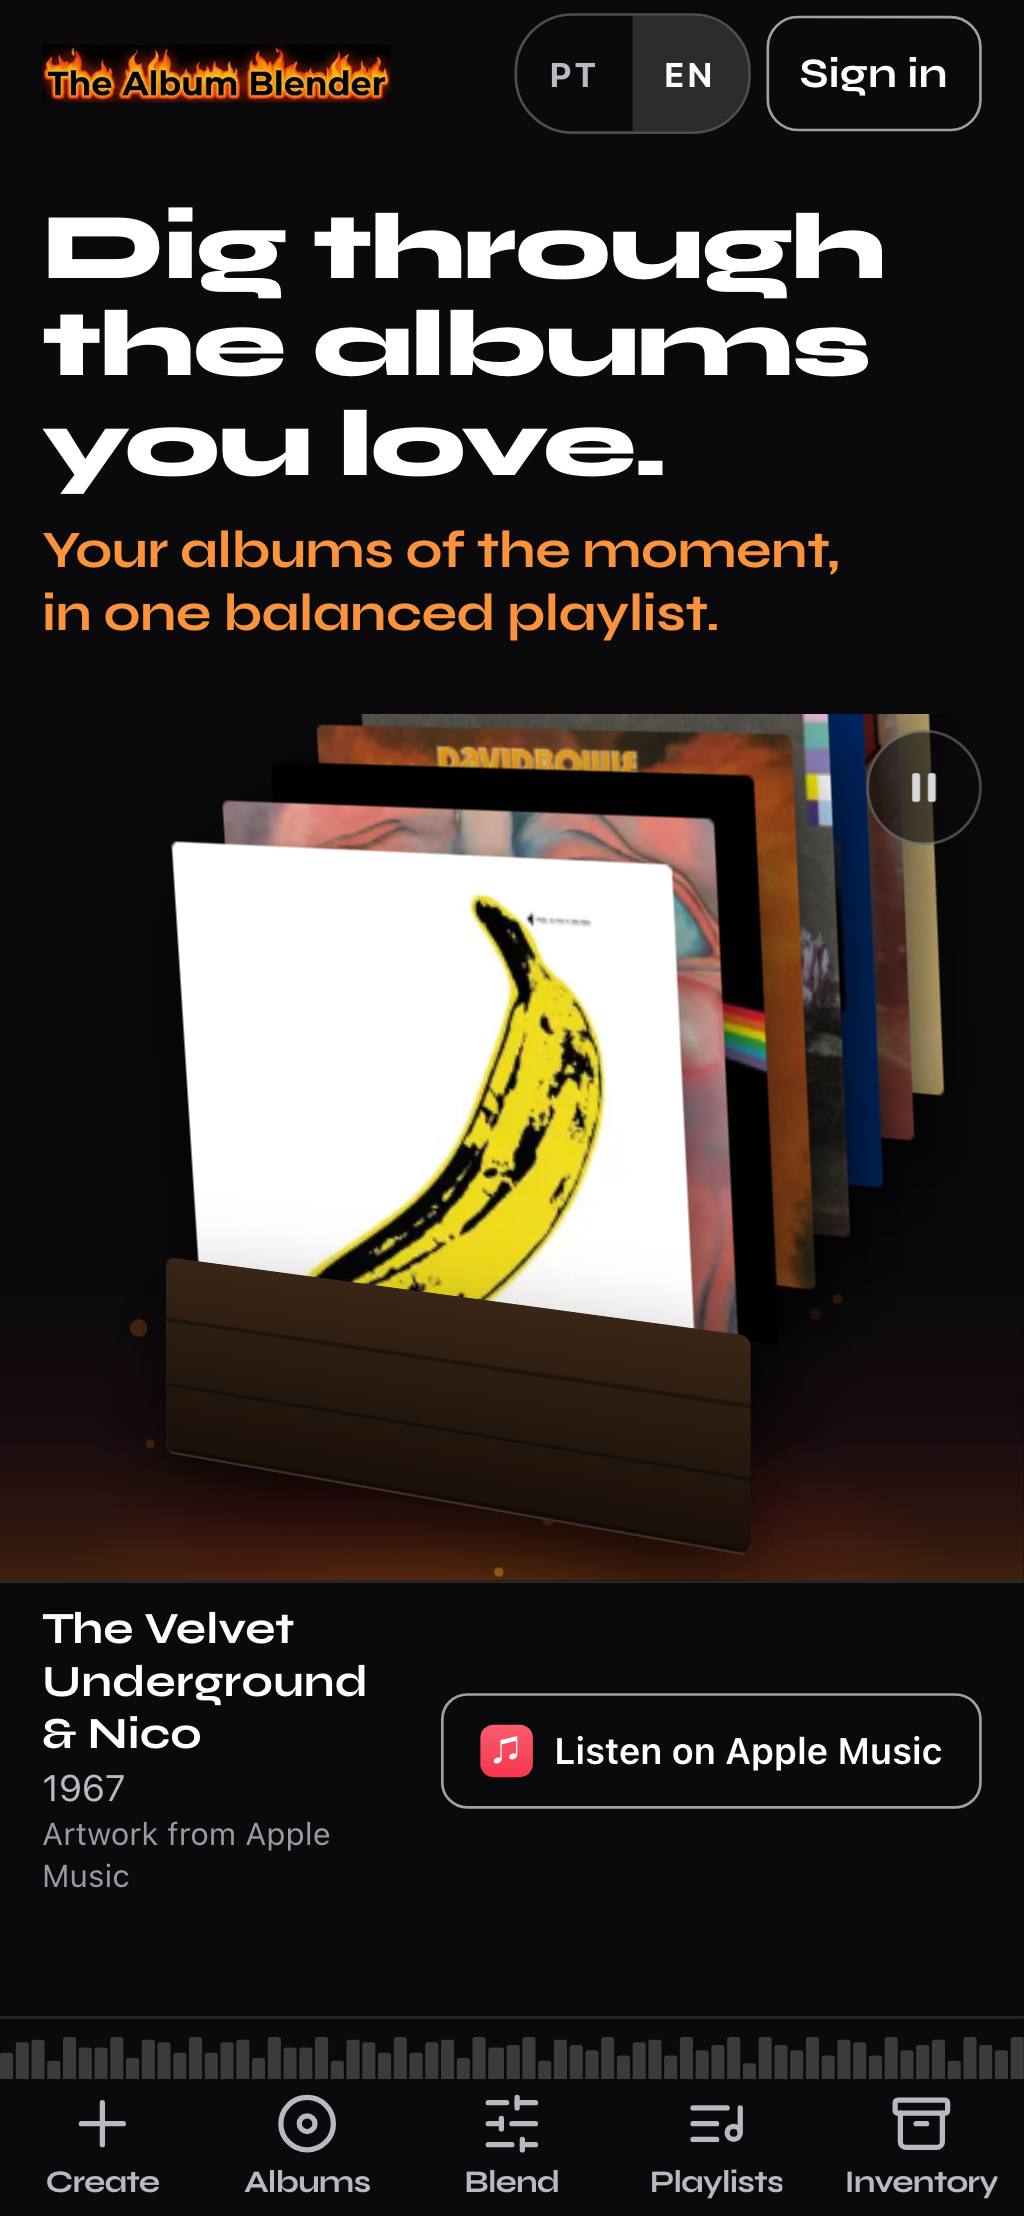 The Album Blender
PT
EN
Sign in
Dig through
the albums
you love.
Your albums of the moment,
in one balanced playlist.
DAVID BOWIE
The Velvet
Underground
& Nico
1967
Artwork from Apple
Music
Listen on Apple Music
Create
Albums
Blend
Playlists
Inventory